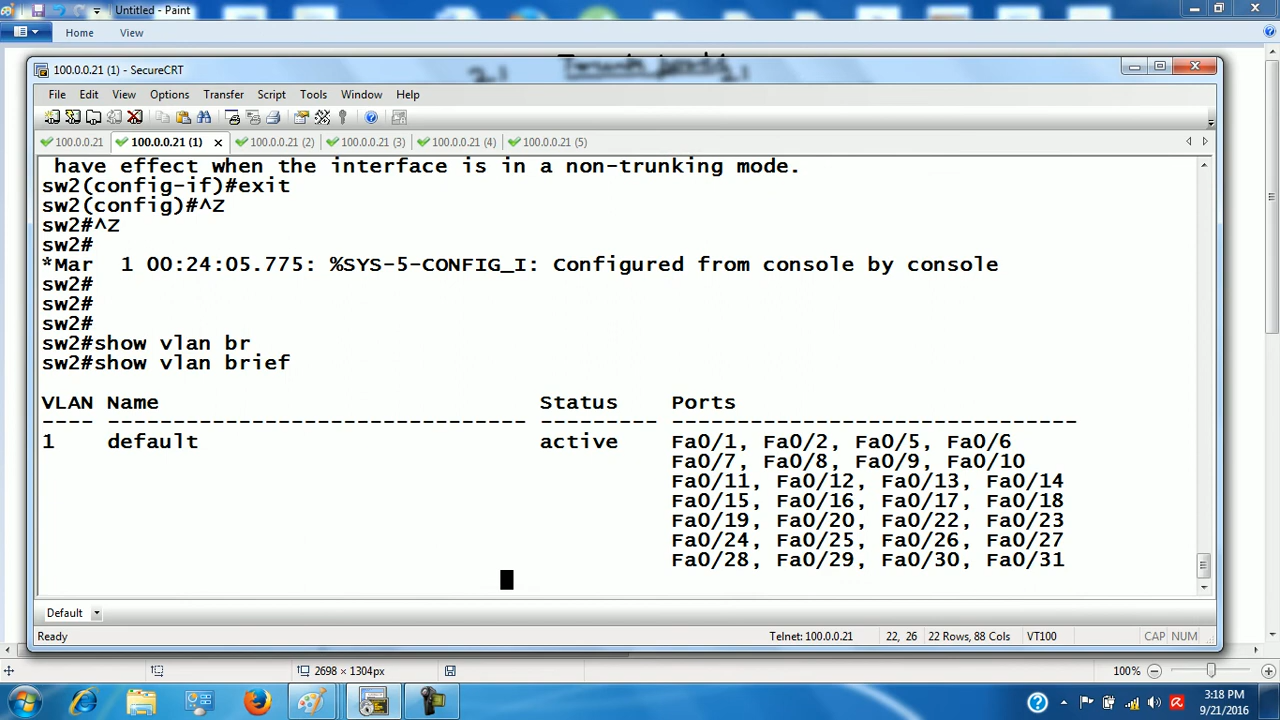 Untitled - Paint
Home View
Trunk ports
2.1 2.1
100.0.0.21 (1) - SecureCRT
File Edit View Options Transfer Script Tools Window Help
100.0.0.21 100.0.0.21 (1) 100.0.0.21 (2) 100.0.0.21 (3) 100.0.0.21 (4) 100.0.0.21 (5)
have effect when the interface is in a non-trunking mode.
sw2(config-if)#exit
sw2(config)#^Z
sw2#^Z
sw2#
*Mar  1 00:24:05.775: %SYS-5-CONFIG_I: Configured from console by console
sw2#
sw2#
sw2#
sw2#show vlan br
sw2#show vlan brief
VLAN Name Status Ports
---- -------------------------------- --------- -------------------------------
1 default active Fa0/1, Fa0/2, Fa0/5, Fa0/6
Fa0/7, Fa0/8, Fa0/9, Fa0/10
Fa0/11, Fa0/12, Fa0/13, Fa0/14
Fa0/15, Fa0/16, Fa0/17, Fa0/18
Fa0/19, Fa0/20, Fa0/22, Fa0/23
Fa0/24, Fa0/25, Fa0/26, Fa0/27
Fa0/28, Fa0/29, Fa0/30, Fa0/31
Default
Ready Telnet: 100.0.0.21 22, 26 22 Rows, 88 Cols VT100 CAP NUM
2698 × 1304px 100%
3:18 PM
9/21/2016